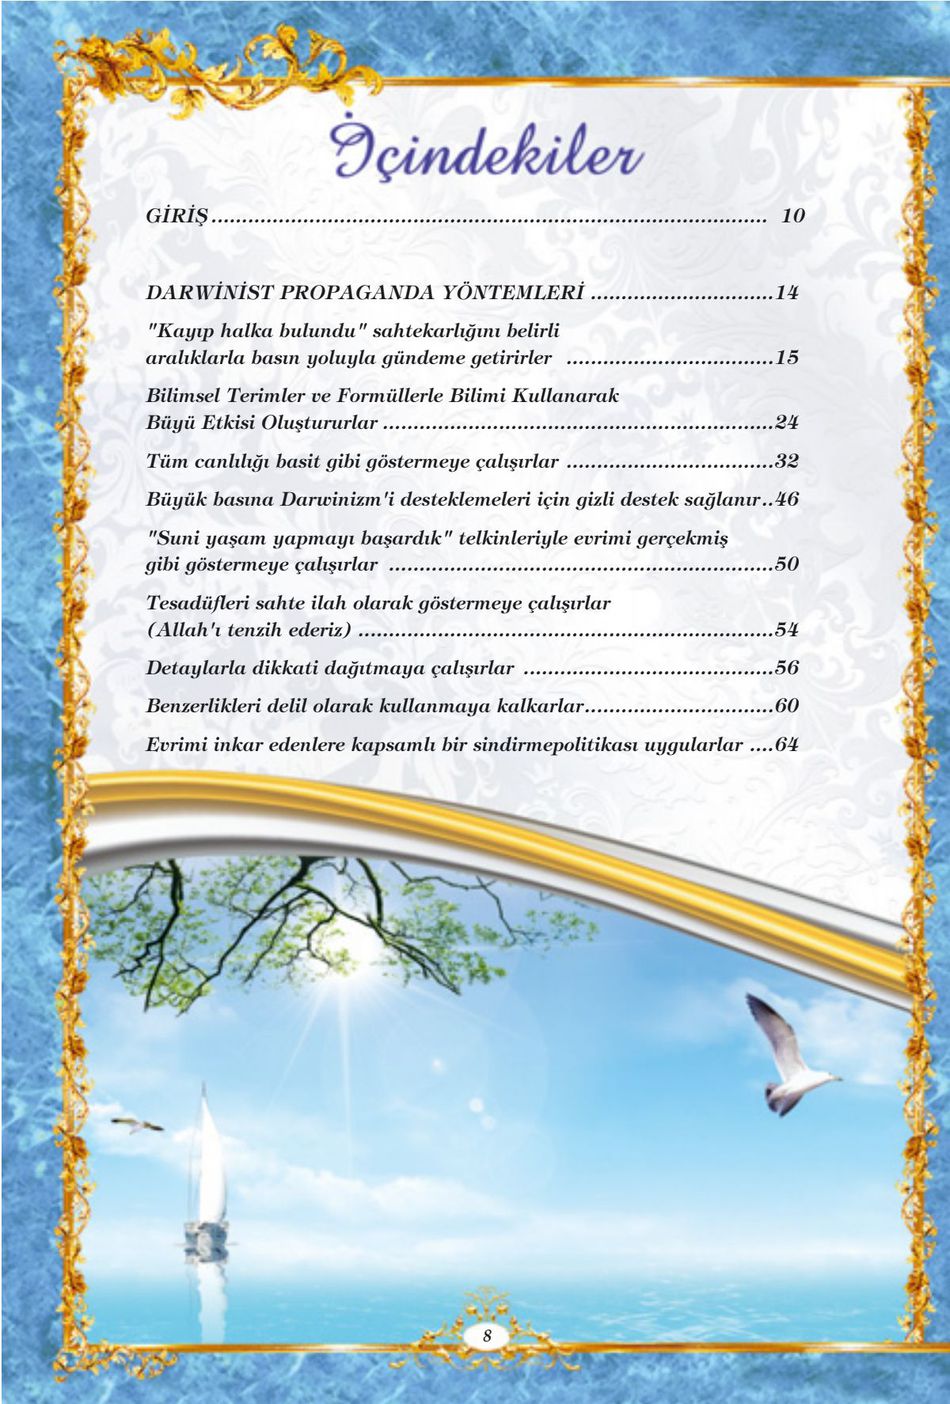 İçindekiler
GİRİŞ............................................................................................ 10
DARWİNİST PROPAGANDA YÖNTEMLERİ ..............................14
"Kayıp halka bulundu" sahtekarlığını belirli
aralıklarla basın yoluyla gündeme getirirler ..................................15
Bilimsel Terimler ve Formüllerle Bilimi Kullanarak
Büyü Etkisi Oluştururlar ................................................................24
Tüm canlılığı basit gibi göstermeye çalışırlar ..................................32
Büyük basına Darwinizm'i desteklemeleri için gizli destek sağlanır..46
"Suni yaşam yapmayı başardık" telkinleriyle evrimi gerçekmiş
gibi göstermeye çalışırlar ................................................................50
Tesadüfleri sahte ilah olarak göstermeye çalışırlar
(Allah'ı tenzih ederiz) ....................................................................54
Detaylarla dikkati dağıtmaya çalışırlar .........................................56
Benzerlikleri delil olarak kullanmaya kalkarlar...............................60
Evrimi inkar edenlere kapsamlı bir sindirmepolitikası uygularlar ....64
8